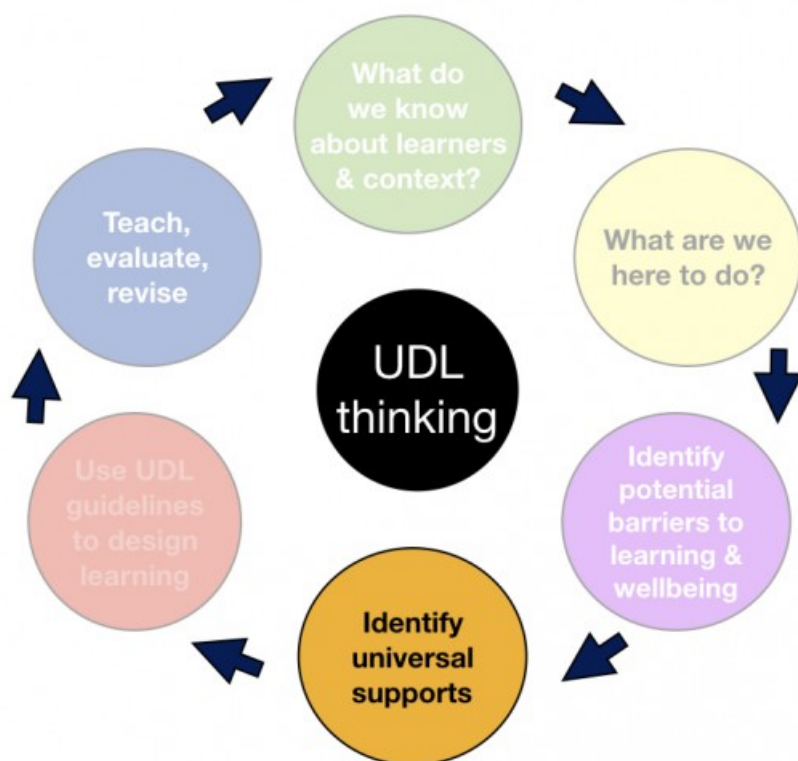 What do
we know
about learners
& context?
What are we
here to do?
Identify
potential
barriers to
learning &
wellbeing
Identify
universal
supports
Use UDL
guidelines
to design
learning
Teach,
evaluate,
revise
UDL
thinking